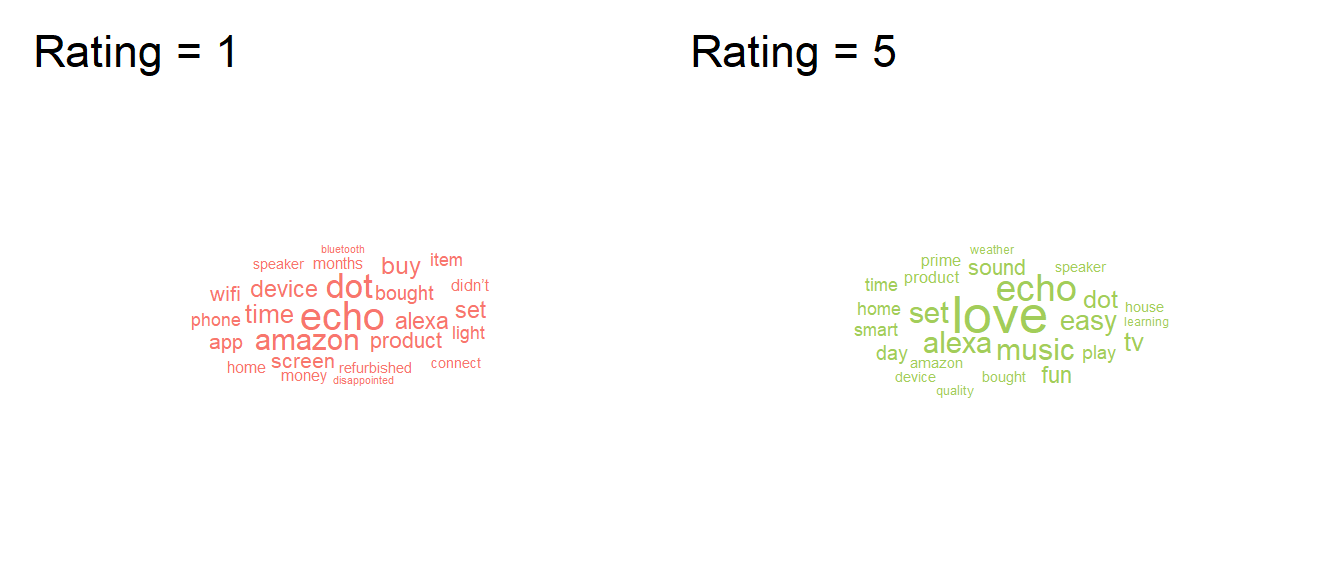 Rating = 1
bluetooth
speaker months buy item
wifi device dot bought didn't
phone time echo alexa set
app amazon product light
home screen refurbished connect
money disappointed
Rating = 5
weather
prime sound speaker
time product echo dot
home set love easy house
smart learning
day alexa music play tv
amazon
device bought fun
quality